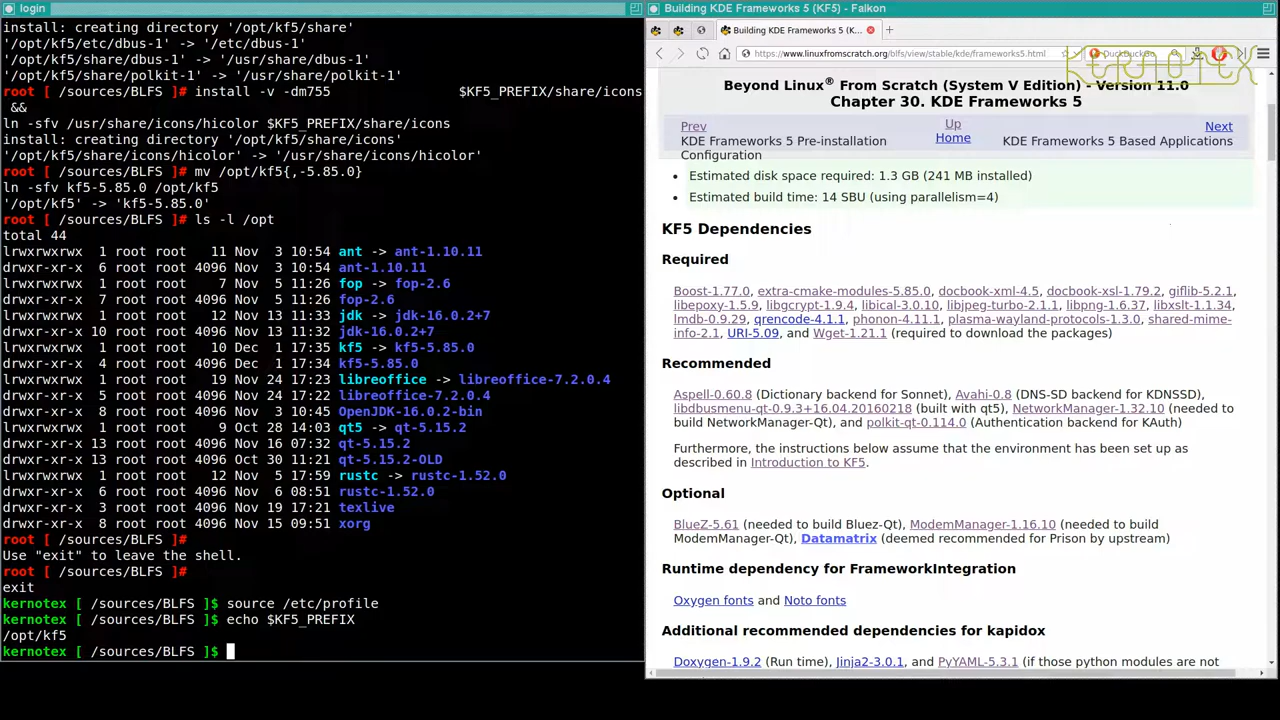 login
install: creating directory '/opt/kf5/share'
'/opt/kf5/etc/dbus-1' -> '/etc/dbus-1'
'/opt/kf5/share/dbus-1' -> '/usr/share/dbus-1'
'/opt/kf5/share/polkit-1' -> '/usr/share/polkit-1'
root [ /sources/BLFS ]# install -v -dm755                $KF5_PREFIX/share/icons
 &&
ln -sfv /usr/share/icons/hicolor $KF5_PREFIX/share/icons
install: creating directory '/opt/kf5/share/icons'
'/opt/kf5/share/icons/hicolor' -> '/usr/share/icons/hicolor'
root [ /sources/BLFS ]# mv /opt/kf5{,-5.85.0}
ln -sfv kf5-5.85.0 /opt/kf5
'/opt/kf5' -> 'kf5-5.85.0'
root [ /sources/BLFS ]# ls -l /opt
total 44
lrwxrwxrwx  1 root root   11 Nov  3 10:54 ant -> ant-1.10.11
drwxr-xr-x  6 root root 4096 Nov  3 10:54 ant-1.10.11
lrwxrwxrwx  1 root root    7 Nov  5 11:26 fop -> fop-2.6
drwxr-xr-x  7 root root 4096 Nov  5 11:26 fop-2.6
lrwxrwxrwx  1 root root   12 Nov 13 11:33 jdk -> jdk-16.0.2+7
drwxr-xr-x 10 root root 4096 Nov 13 11:32 jdk-16.0.2+7
lrwxrwxrwx  1 root root   10 Dec  1 17:35 kf5 -> kf5-5.85.0
drwxr-xr-x  4 root root 4096 Dec  1 17:34 kf5-5.85.0
lrwxrwxrwx  1 root root   19 Nov 24 17:23 libreoffice -> libreoffice-7.2.0.4
drwxr-xr-x  5 root root 4096 Nov 24 17:22 libreoffice-7.2.0.4
drwxr-xr-x  8 root root 4096 Nov  3 10:45 OpenJDK-16.0.2-bin
lrwxrwxrwx  1 root root    9 Oct 28 14:03 qt5 -> qt-5.15.2
drwxr-xr-x 13 root root 4096 Nov 16 07:32 qt-5.15.2
drwxr-xr-x 13 root root 4096 Oct 30 11:21 qt-5.15.2-OLD
lrwxrwxrwx  1 root root   12 Nov  5 17:59 rustc -> rustc-1.52.0
drwxr-xr-x  6 root root 4096 Nov  6 08:51 rustc-1.52.0
drwxr-xr-x  3 root root 4096 Nov 19 17:21 texlive
drwxr-xr-x  8 root root 4096 Nov 15 09:51 xorg
root [ /sources/BLFS ]#
Use "exit" to leave the shell.
root [ /sources/BLFS ]#
exit
kernotex [ /sources/BLFS ]$ source /etc/profile
kernotex [ /sources/BLFS ]$ echo $KF5_PREFIX
/opt/kf5
kernotex [ /sources/BLFS ]$
Building KDE Frameworks 5 (KF5) - Falkon
Building KDE Frameworks 5 (K...
https://www.linuxfromscratch.org/blfs/view/stable/kde/frameworks5.html
DuckDuckGo
KERNOTEX
Beyond Linux® From Scratch (System V Edition) - Version 11.0
Chapter 30. KDE Frameworks 5
Prev Up Next
KDE Frameworks 5 Pre-installation Configuration
Home
KDE Frameworks 5 Based Applications
• Estimated disk space required: 1.3 GB (241 MB installed)
• Estimated build time: 14 SBU (using parallelism=4)
KF5 Dependencies
Required
Boost-1.77.0, extra-cmake-modules-5.85.0, docbook-xml-4.5, docbook-xsl-1.79.2, giflib-5.2.1,
libepoxy-1.5.9, libgcrypt-1.9.4, libical-3.0.10, libjpeg-turbo-2.1.1, libpng-1.6.37, libxslt-1.1.34,
lmdb-0.9.29, qrencode-4.1.1, phonon-4.11.1, plasma-wayland-protocols-1.3.0, shared-mime-
info-2.1, URI-5.09, and Wget-1.21.1 (required to download the packages)
Recommended
Aspell-0.60.8 (Dictionary backend for Sonnet), Avahi-0.8 (DNS-SD backend for KDNSSD),
libdbusmenu-qt-0.9.3+16.04.20160218 (built with qt5), NetworkManager-1.32.10 (needed to
build NetworkManager-Qt), and polkit-qt-0.114.0 (Authentication backend for KAuth)
Furthermore, the instructions below assume that the environment has been set up as
described in Introduction to KF5.
Optional
BlueZ-5.61 (needed to build Bluez-Qt), ModemManager-1.16.10 (needed to build
ModemManager-Qt), Datamatrix (deemed recommended for Prison by upstream)
Runtime dependency for FrameworkIntegration
Oxygen fonts and Noto fonts
Additional recommended dependencies for kapidox
Doxygen-1.9.2 (Run time), Jinja2-3.0.1, and PyYAML-5.3.1 (if those python modules are not